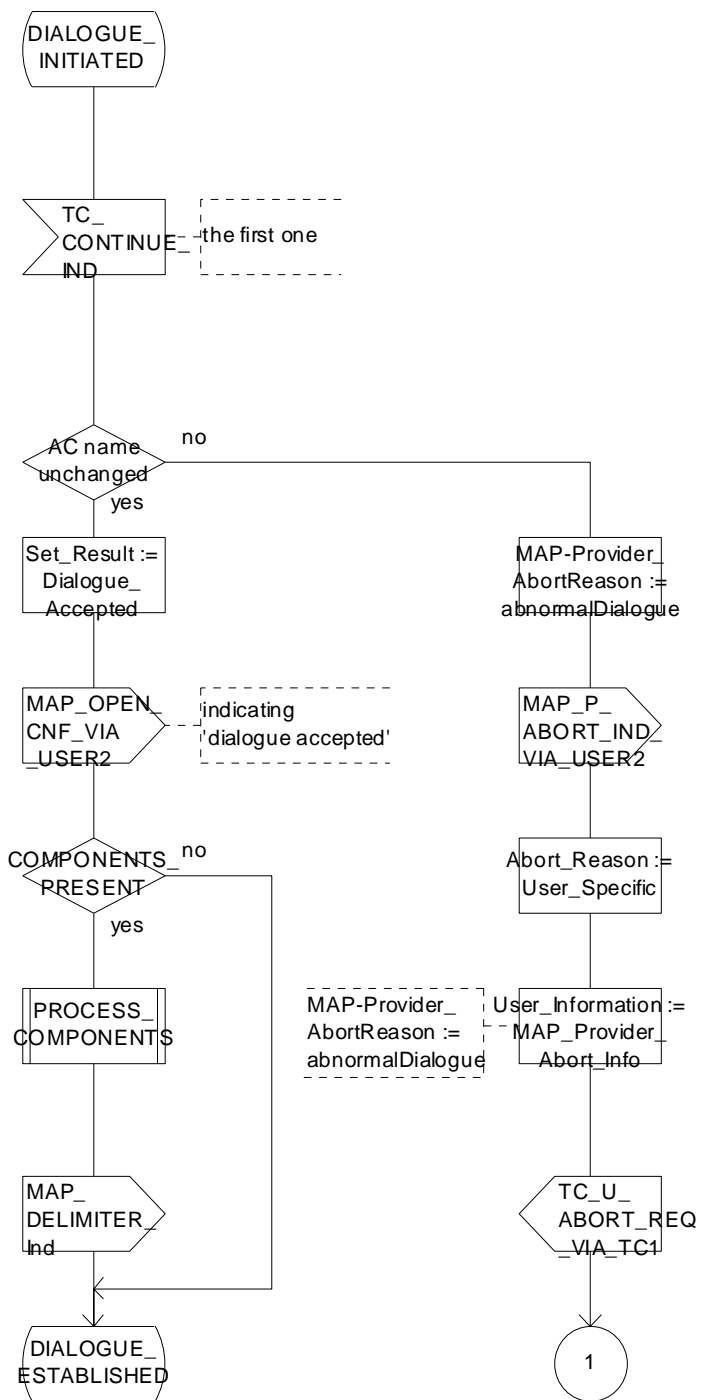 DIALOGUE_
INITIATED
TC_
CONTINUE_
IND
the first one
AC name
unchanged
no
yes
Set_Result :=
Dialogue_
Accepted
MAP-Provider_
AbortReason :=
abnormalDialogue
MAP_OPEN_
CNF_VIA
_USER2
indicating
'dialogue accepted'
MAP_P_
ABORT_IND_
VIA_USER2
COMPONENTS_
PRESENT
no
yes
Abort_Reason :=
User_Specific
PROCESS_
COMPONENTS
MAP-Provider_
AbortReason :=
abnormalDialogue
User_Information :=
MAP_Provider_
Abort_Info
MAP_
DELIMITER_
Ind
TC_U_
ABORT_REQ
_VIA_TC1
DIALOGUE_
ESTABLISHED
1